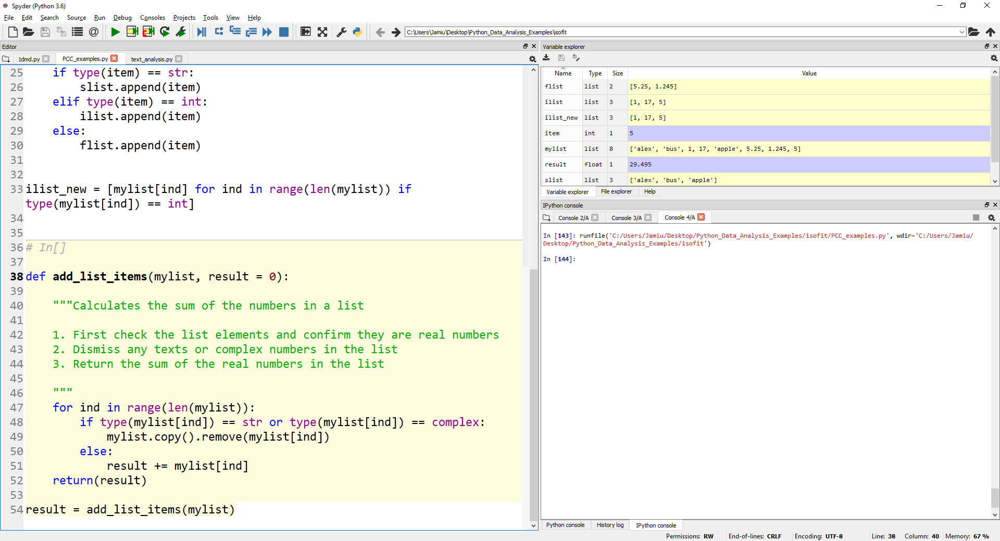 Spyder (Python 3.6)
File Edit Search Source Run Debug Consoles Projects Tools View Help
C:\Users\Jamiu\Desktop\Python_Data_Analysis_Examples\isofit
Editor
1dmd.py PCC_examples.py text_analysis.py
25 if type(item) == str:
26 slist.append(item)
27 elif type(item) == int:
28 ilist.append(item)
29 else:
30 flist.append(item)
31
32
33 ilist_new = [mylist[ind] for ind in range(len(mylist)) if
type(mylist[ind]) == int]
34
35
36 # In[]
37
38 def add_list_items(mylist, result = 0):
39
40 """Calculates the sum of the numbers in a list
41
42 1. First check the list elements and confirm they are real numbers
43 2. Dismiss any texts or complex numbers in the list
44 3. Return the sum of the real numbers in the list
45
46 """
47 for ind in range(len(mylist)):
48 if type(mylist[ind]) == str or type(mylist[ind]) == complex:
49 mylist.copy().remove(mylist[ind])
50 else:
51 result += mylist[ind]
52 return(result)
53
54 result = add_list_items(mylist)
Variable explorer
Name Type Size Value
flist list 2 [5.25, 1.245]
ilist list 3 [1, 17, 5]
ilist_new list 3 [1, 17, 5]
item int 1 5
mylist list 8 ['alex', 'bus', 1, 17, 'apple', 5.25, 1.245, 5]
result float 1 29.495
slist list 3 ['alex', 'bus', 'apple']
Variable explorer File explorer Help
IPython console
Console 2/A Console 3/A Console 4/A
In [143]: runfile('C:/Users/Jamiu/Desktop/Python_Data_Analysis_Examples/isofit/PCC_examples.py', wdir='C:/Users/Jamiu/
Desktop/Python_Data_Analysis_Examples/isofit')
In [144]:
Python console History log IPython console
Permissions: RW End-of-lines: CRLF Encoding: UTF-8 Line: 38 Column: 40 Memory: 67 %